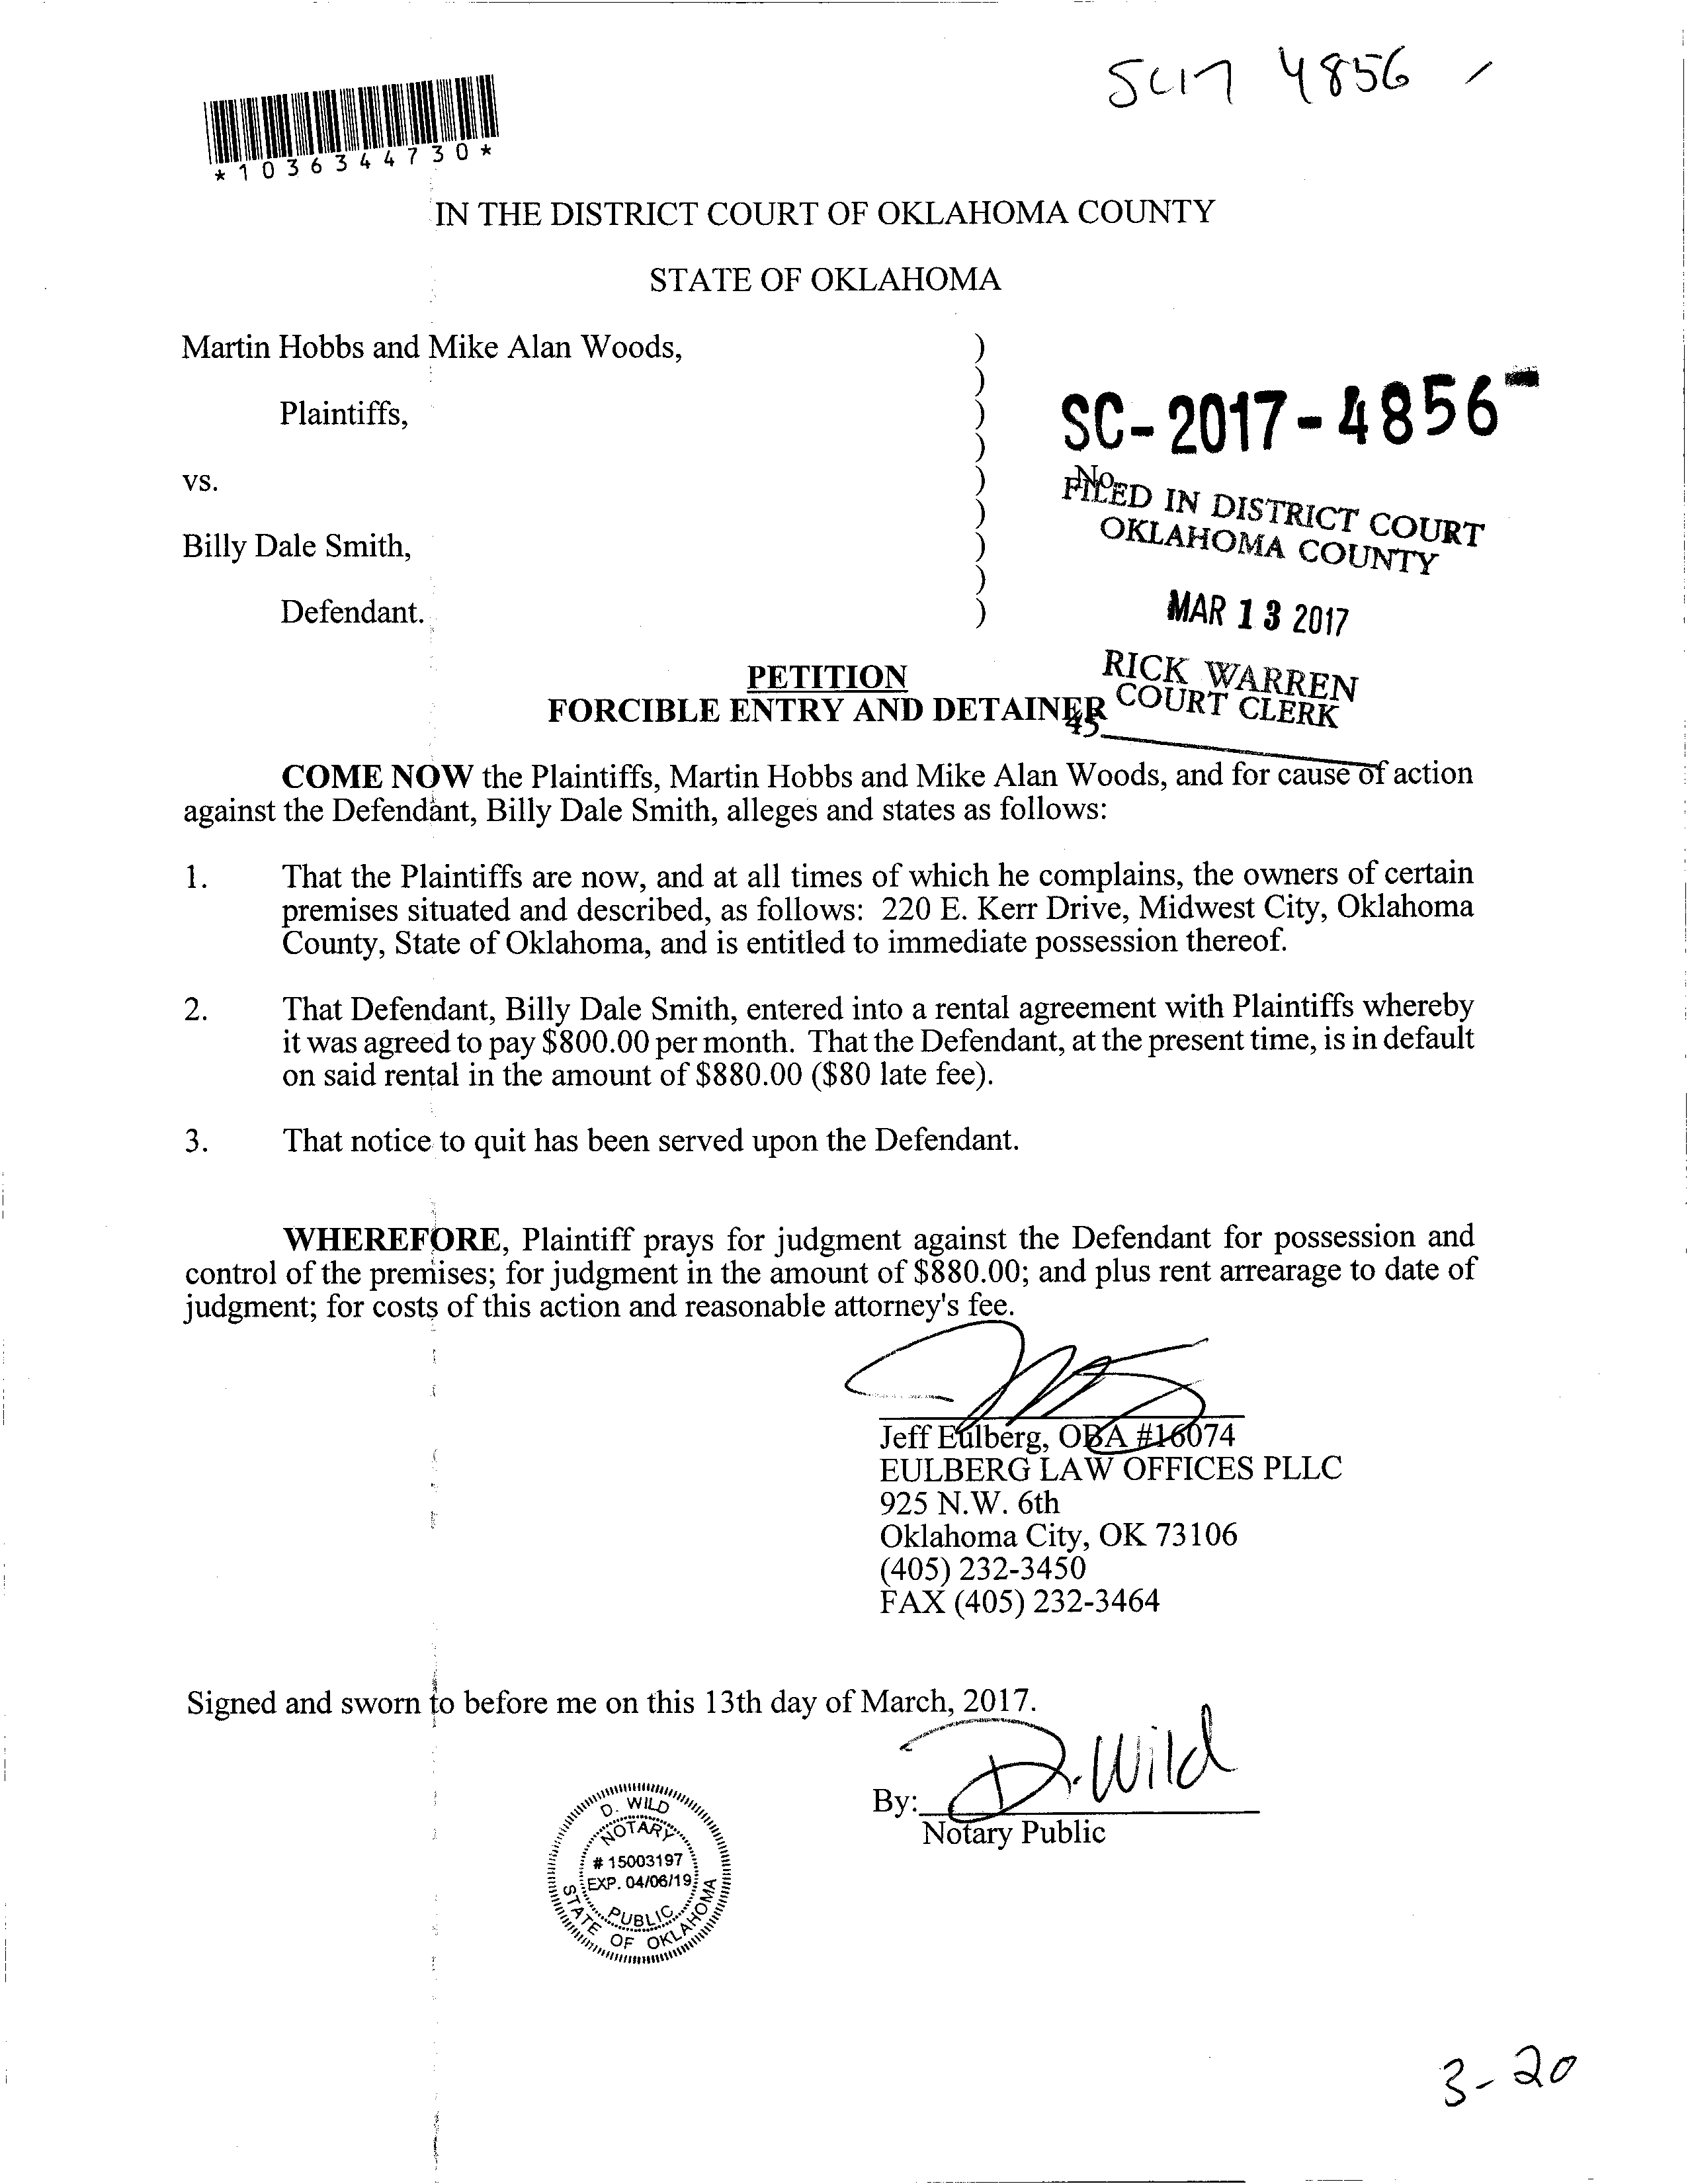 SC17 4856
*1036344730*
IN THE DISTRICT COURT OF OKLAHOMA COUNTY
STATE OF OKLAHOMA
Martin Hobbs and Mike Alan Woods,
)
)
Plaintiffs,
)
)
vs.
)
)
Billy Dale Smith,
)
)
Defendant.
)
SC-2017-4856-
No.
FILED IN DISTRICT COURT
OKLAHOMA COUNTY
MAR 13 2017
RICK WARREN
COURT CLERK
45
PETITION
FORCIBLE ENTRY AND DETAINER
COME NOW the Plaintiffs, Martin Hobbs and Mike Alan Woods, and for cause of action
against the Defendant, Billy Dale Smith, alleges and states as follows:
1. That the Plaintiffs are now, and at all times of which he complains, the owners of certain
premises situated and described, as follows: 220 E. Kerr Drive, Midwest City, Oklahoma
County, State of Oklahoma, and is entitled to immediate possession thereof.
2. That Defendant, Billy Dale Smith, entered into a rental agreement with Plaintiffs whereby
it was agreed to pay $800.00 per month. That the Defendant, at the present time, is in default
on said rental in the amount of $880.00 ($80 late fee).
3. That notice to quit has been served upon the Defendant.
WHEREFORE, Plaintiff prays for judgment against the Defendant for possession and
control of the premises; for judgment in the amount of $880.00; and plus rent arrearage to date of
judgment; for costs of this action and reasonable attorney's fee.
Jeff Eulberg, OBA #16074
EULBERG LAW OFFICES PLLC
925 N.W. 6th
Oklahoma City, OK 73106
(405) 232-3450
FAX (405) 232-3464
Signed and sworn to before me on this 13th day of March, 2017.
D. Wild
By:
Notary Public
D. WILD
NOTARY
# 15003197
EXP. 04/06/19
PUBLIC
STATE OF OKLAHOMA
3-20